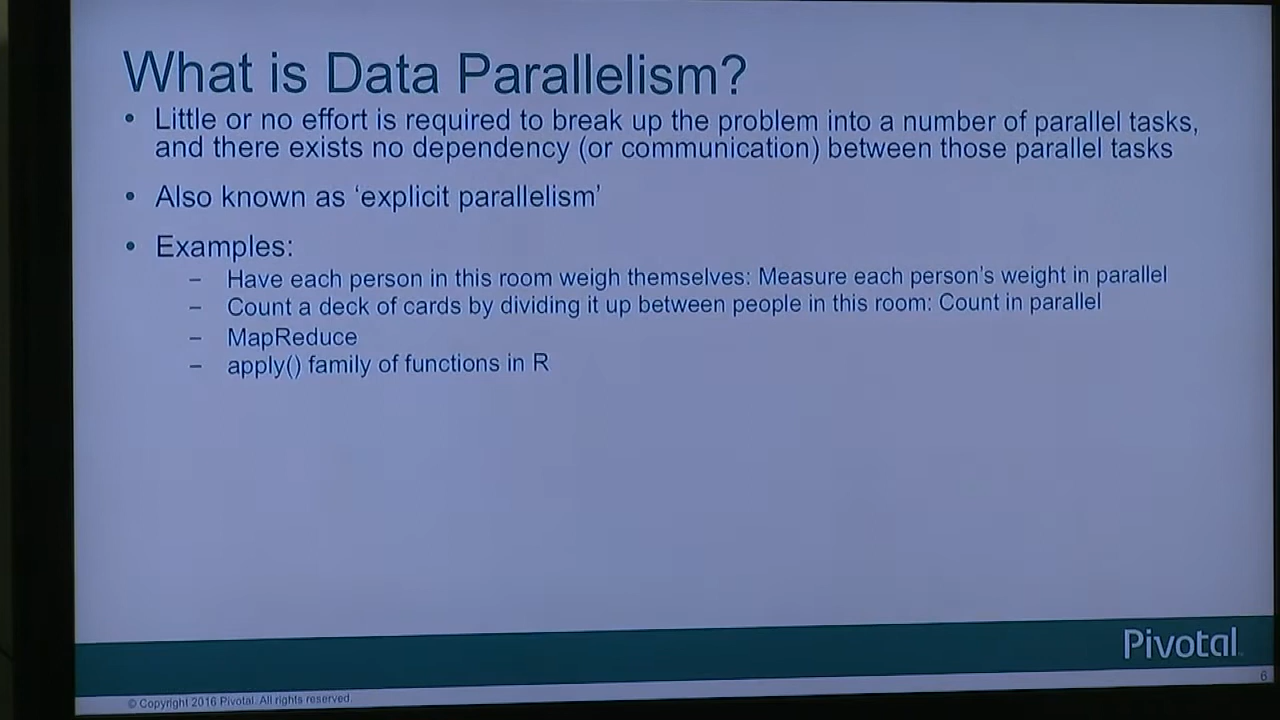 What is Data Parallelism?
• Little or no effort is required to break up the problem into a number of parallel tasks,
and there exists no dependency (or communication) between those parallel tasks
• Also known as ‘explicit parallelism’
• Examples:
– Have each person in this room weigh themselves: Measure each person’s weight in parallel
– Count a deck of cards by dividing it up between people in this room: Count in parallel
– MapReduce
– apply() family of functions in R
Pivotal
6
© Copyright 2016 Pivotal. All rights reserved.